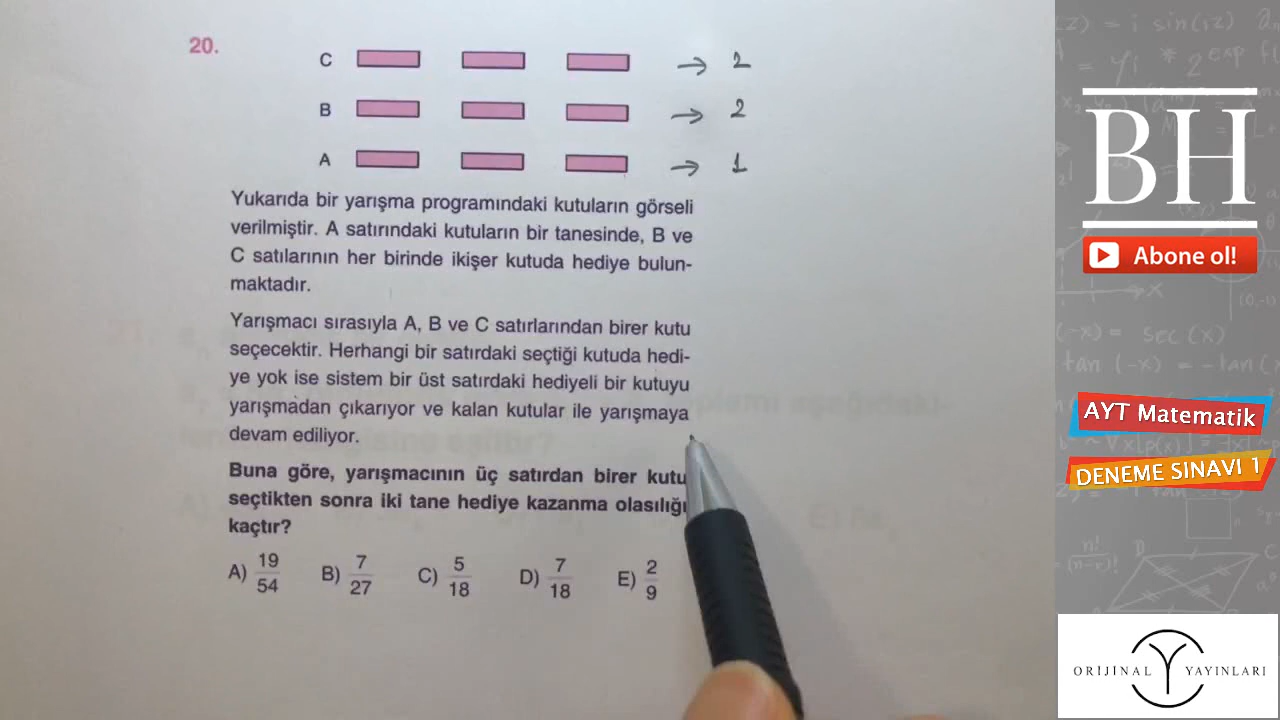 20.
C → 2
B → 2
A → 1
Yukarıda bir yarışma programındaki kutuların görseli
verilmiştir. A satırındaki kutuların bir tanesinde, B ve
C satılarının her birinde ikişer kutuda hediye bulun-
maktadır.
Yarışmacı sırasıyla A, B ve C satırlarından birer kutu
seçecektir. Herhangi bir satırdaki seçtiği kutuda hedi-
ye yok ise sistem bir üst satırdaki hediyeli bir kutuyu
yarışmadan çıkarıyor ve kalan kutular ile yarışmaya
devam ediliyor.
Buna göre, yarışmacının üç satırdan birer kutu
seçtikten sonra iki tane hediye kazanma olasılığı
kaçtır?
A) 19/54 B) 7/27 C) 5/18 D) 7/18 E) 2/9
BH
Abone ol!
AYT Matematik
DENEME SINAVI 1
ORİJİNAL YAYINLARI